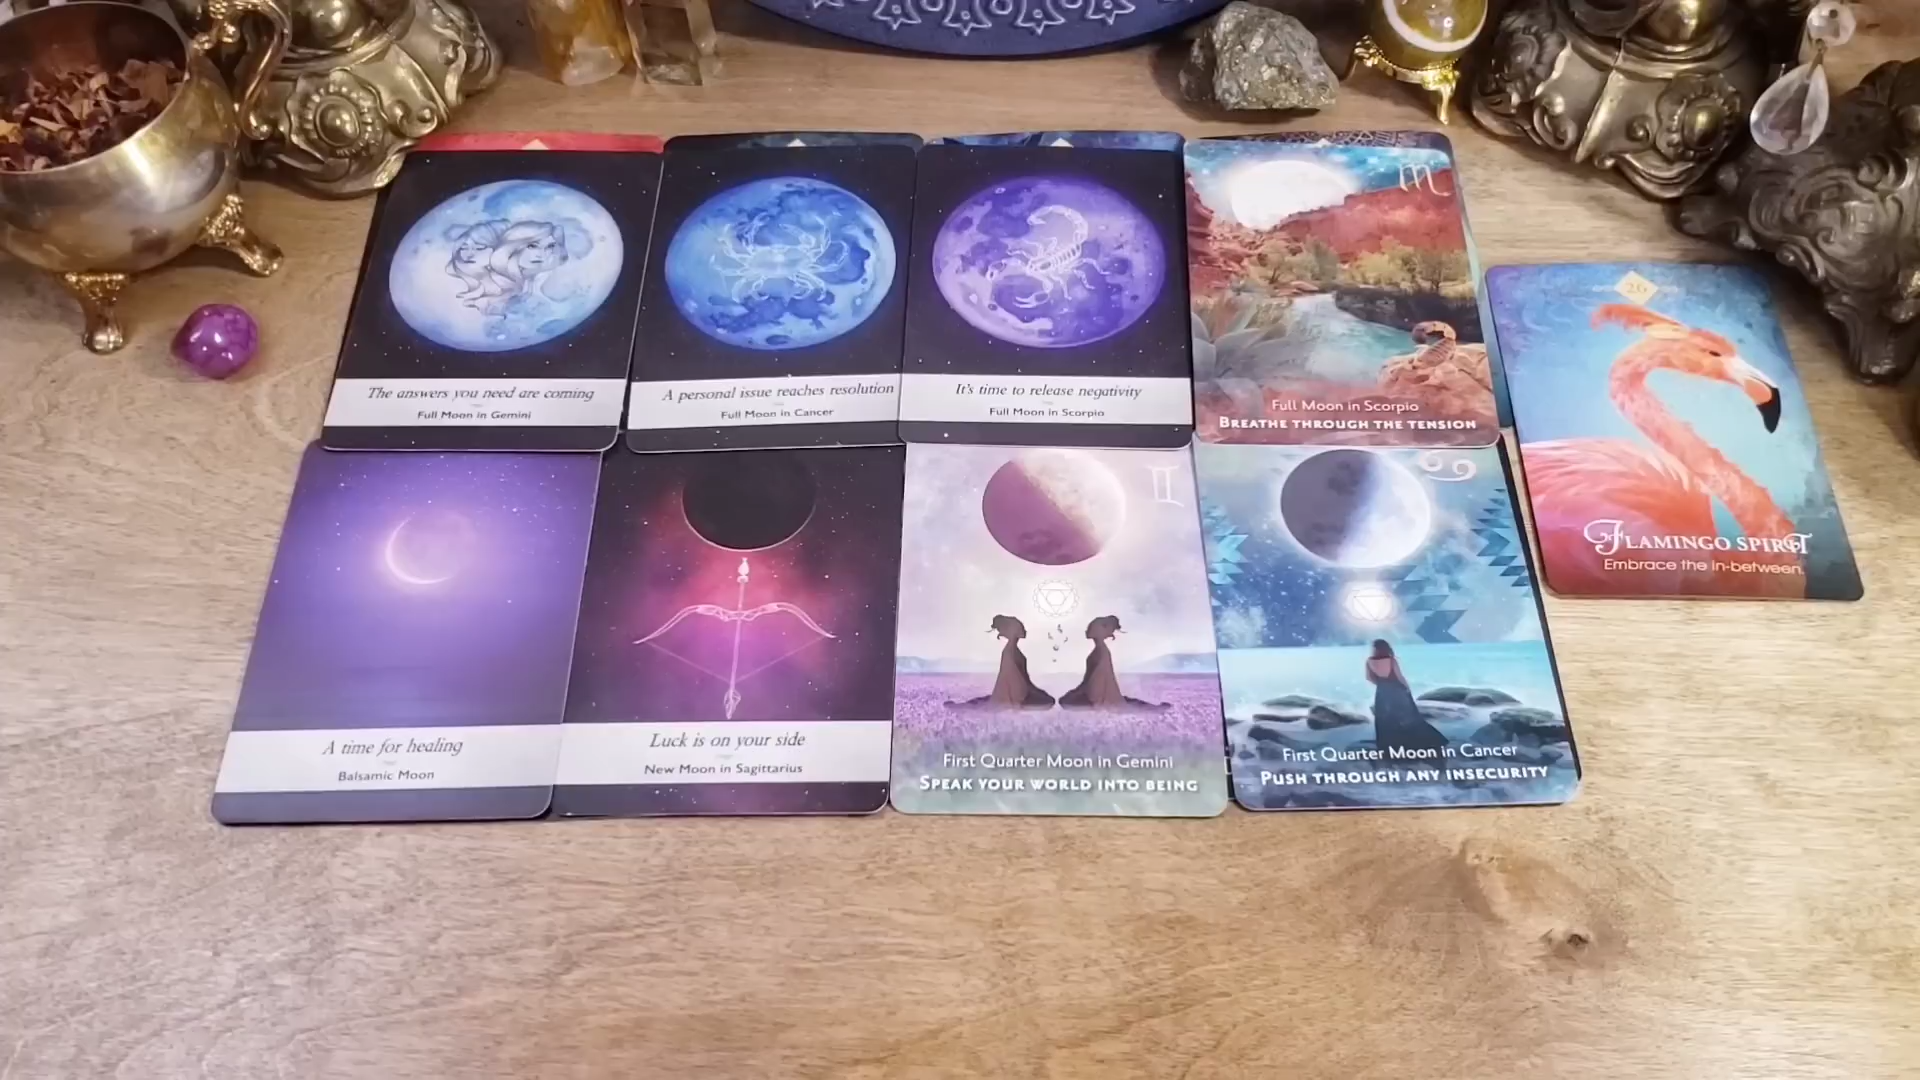 The answers you need are coming
Full Moon in Gemini
A personal issue reaches resolution
Full Moon in Cancer
It's time to release negativity
Full Moon in Scorpio
Full Moon in Scorpio
BREATHE THROUGH THE TENSION
26
FLAMINGO SPIRIT
Embrace the in-between.
A time for healing
Balsamic Moon
Luck is on your side
New Moon in Sagittarius
First Quarter Moon in Gemini
SPEAK YOUR WORLD INTO BEING
First Quarter Moon in Cancer
PUSH THROUGH ANY INSECURITY